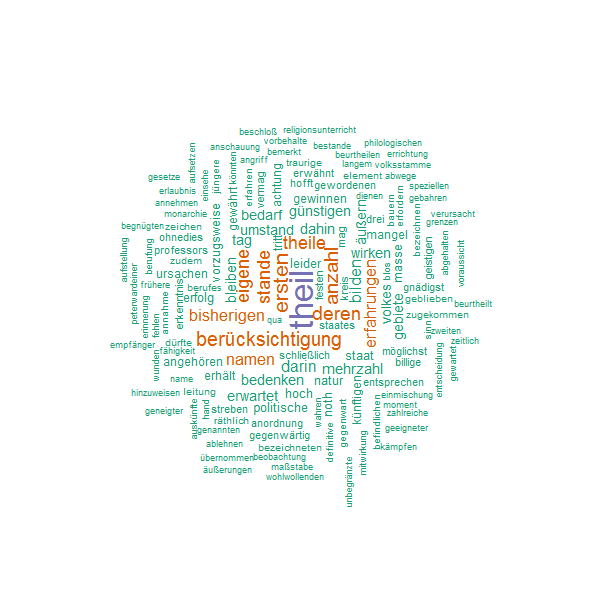 beschloß religionsunterricht
vorbehalte bestande philologischen
anschauung bemerkt beurtheilen errichtung
gesetze aufsetzen einsehe jüngere könnten angriff traurige langem volksstamme
erlaubnis gewährt erfahren vermag achtung erwähnt element abwege
annehmen hofft gewordenen dienen bauern erfordern speziellen
monarchie vorzugsweise bedarf gewinnen gebahren
begnügten zeichen umstand günstigen drei äußern bezeichnen verursacht
ohnedies tag tritt dahin mag mangel grenzen
aufstellung berufung professors theile wirken geistigen abgehalten voraussicht
peterwardeiner zudem ursachen bleiben eigene stande ersten theil leider anzahl bilden volkes blos masse gnädigst
erinnerung frühere annahme erkenntnis berufes erfolg festen kreis gebiete geblieben beurtheilt
fehlen bisherigen qua deren erfahrungen zugekommen
empfänger dürfte staates sinn zweiten
wunden fähigkeit berücksichtigung möglichst zeitlich
angehören namen schließlich staat billige entscheidung gewartet
name erhält darin mehrzahl
bedenken natur entsprechen
hinzuweisen leitung erwartet hoch künftigen einmischung
geneigter auskünfte hand streben politische wahren noth moment
räthlich anordnung befindlichen zahlreiche
genannten gegenwärtig gegenwart geeigneter
ablehnen bezeichneten definitive mitwirkung kämpfen
übernommen beobachtung
äußerungen maßstabe unbegränzte
wohlwollenden